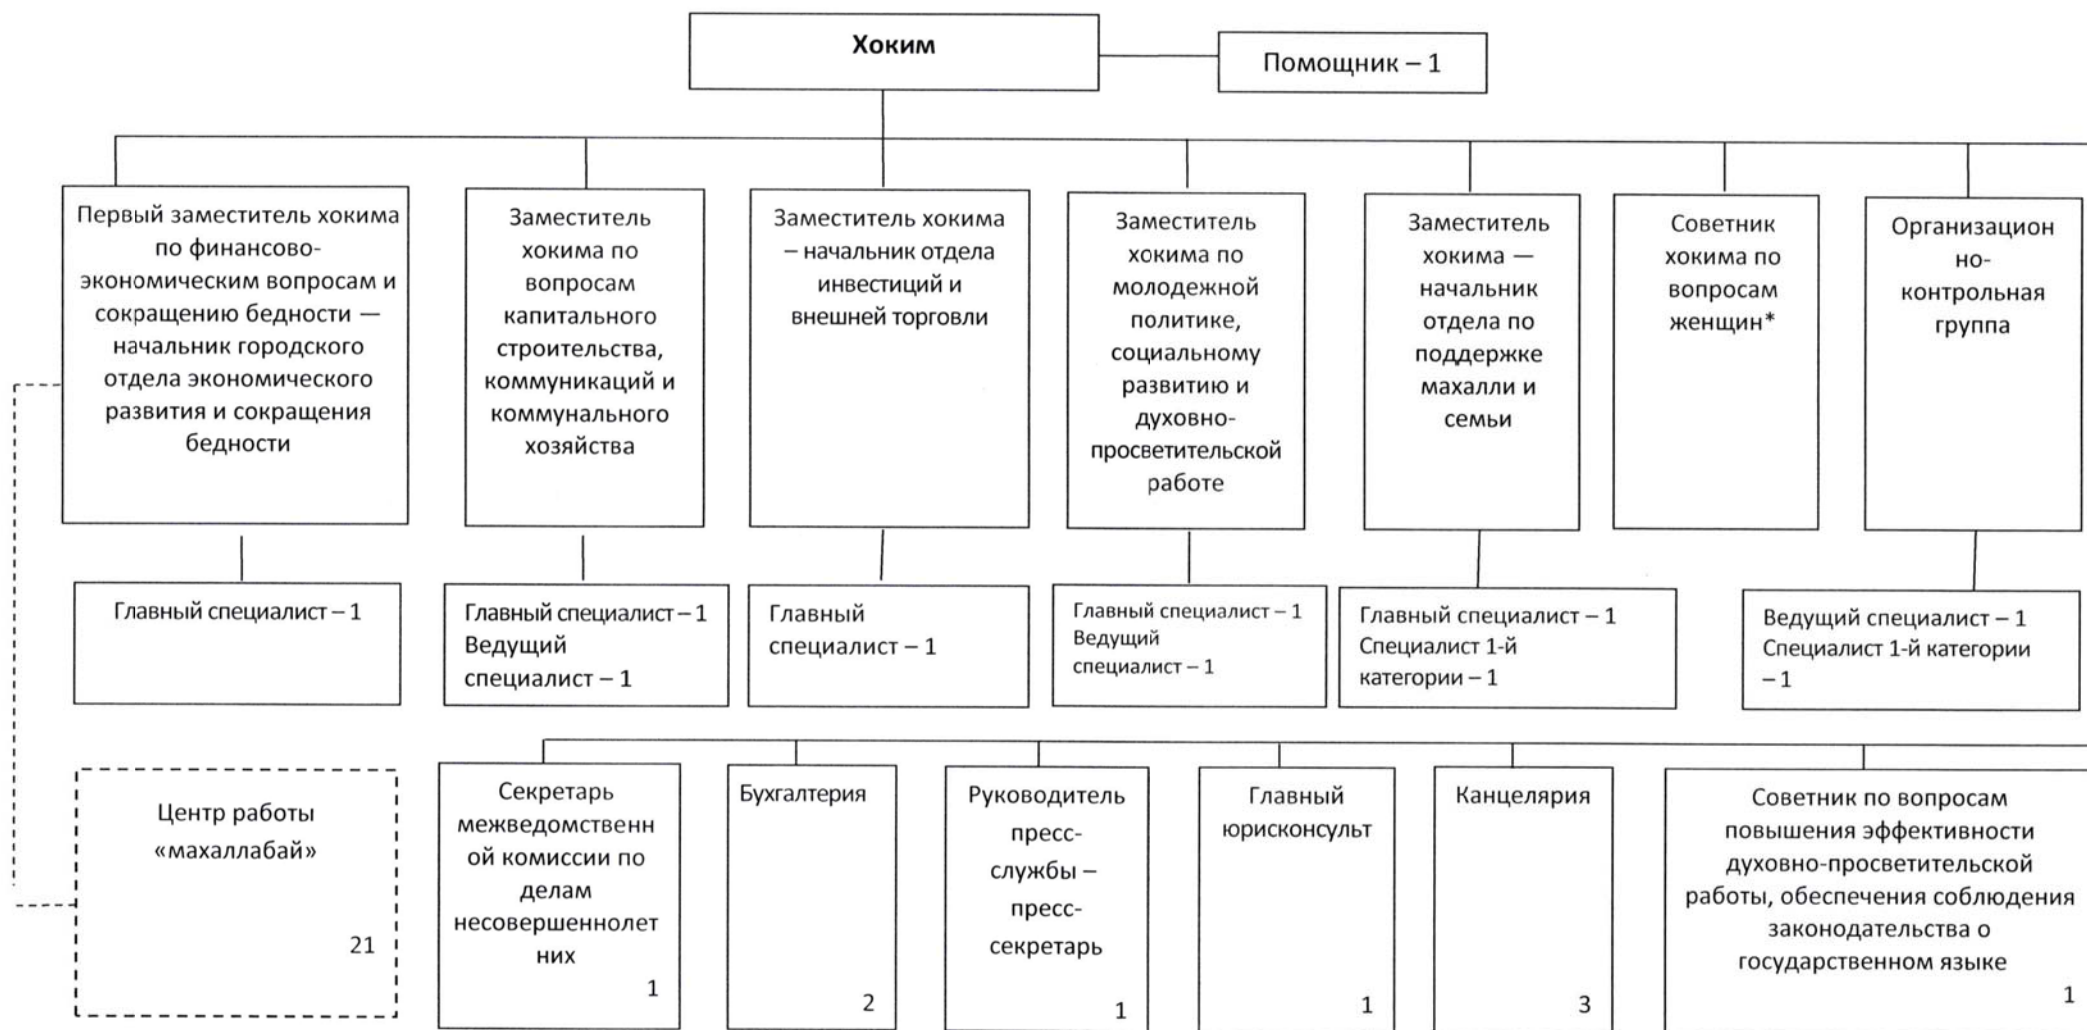 Хоким
Помощник – 1
Первый заместитель хокима
по финансово-
экономическим вопросам и
сокращению бедности —
начальник городского
отдела экономического
развития и сокращения
бедности
Заместитель
хокима по
вопросам
капитального
строительства,
коммуникаций и
коммунального
хозяйства
Заместитель хокима
– начальник отдела
инвестиций и
внешней торговли
Заместитель
хокима по
молодежной
политике,
социальному
развитию и
духовно-
просветительской
работе
Заместитель
хокима —
начальник
отдела по
поддержке
махалли и
семьи
Советник
хокима по
вопросам
женщин*
Организацион
но-
контрольная
группа
Главный специалист – 1
Главный специалист – 1
Ведущий
специалист – 1
Главный
специалист – 1
Главный специалист – 1
Ведущий
специалист – 1
Главный специалист – 1
Специалист 1-й
категории – 1
Ведущий специалист – 1
Специалист 1-й категории
– 1
Центр работы
«махаллабай»
21
Секретарь
межведомственн
ой комиссии по
делам
несовершеннолет
них
1
Бухгалтерия
2
Руководитель
пресс-
службы –
пресс-
секретарь
1
Главный
юрисконсульт
1
Канцелярия
3
Советник по вопросам
повышения эффективности
духовно-просветительской
работы, обеспечения соблюдения
законодательства о
государственном языке
1